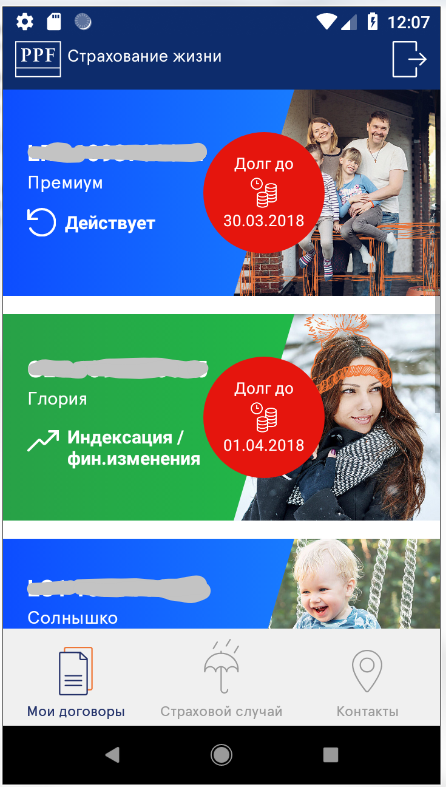 12:07
PPF Страхование жизни
Долг до
Премиум
30.03.2018
Действует
Долг до
Глория
01.04.2018
Индексация /
фин.изменения
Солнышко
Мои договоры Страховой случай Контакты